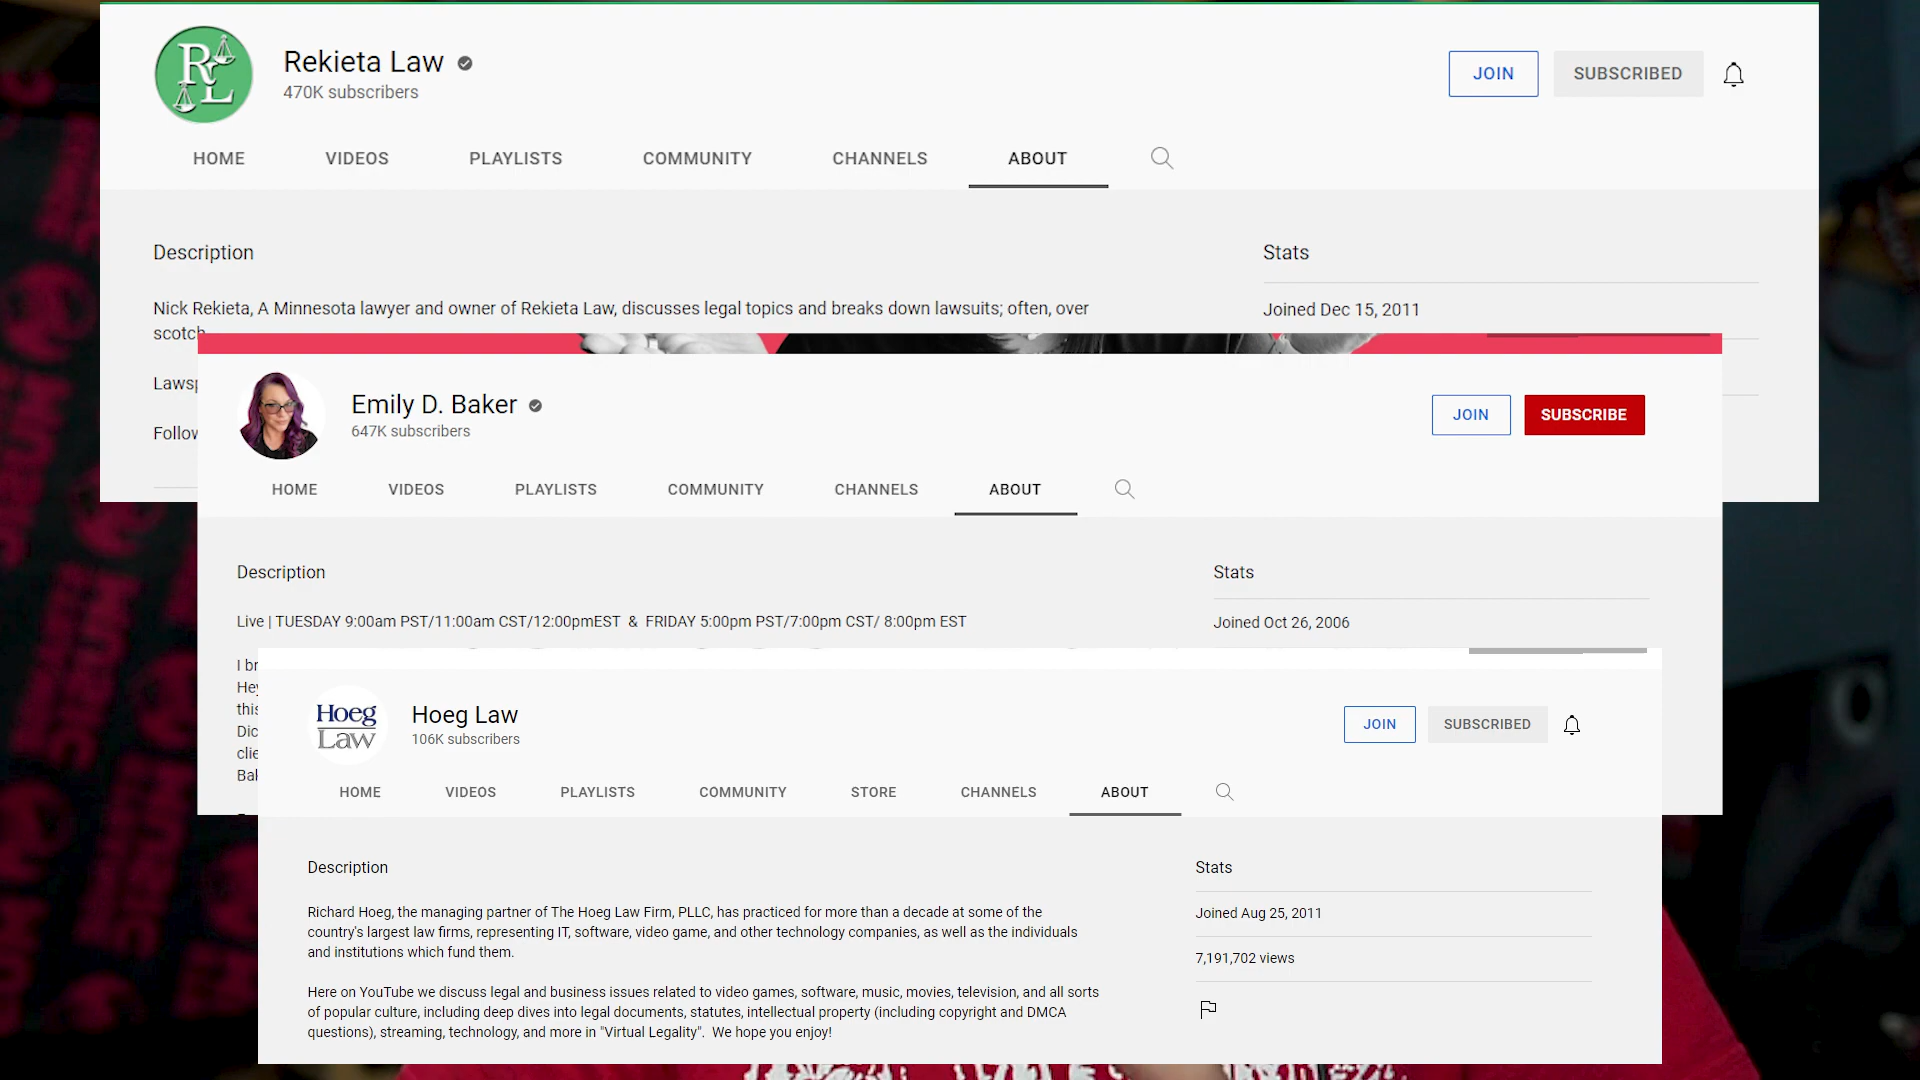 Rekieta Law
470K subscribers
JOIN
SUBSCRIBED
HOME VIDEOS PLAYLISTS COMMUNITY CHANNELS ABOUT
Description
Nick Rekieta, A Minnesota lawyer and owner of Rekieta Law, discusses legal topics and breaks down lawsuits; often, over
scotch
Stats
Joined Dec 15, 2011
Emily D. Baker
647K subscribers
JOIN
SUBSCRIBE
HOME VIDEOS PLAYLISTS COMMUNITY CHANNELS ABOUT
Description
Live | TUESDAY 9:00am PST/11:00am CST/12:00pmEST & FRIDAY 5:00pm PST/7:00pm CST/ 8:00pm EST
Stats
Joined Oct 26, 2006
Hoeg
Law
Hoeg Law
106K subscribers
JOIN
SUBSCRIBED
HOME VIDEOS PLAYLISTS COMMUNITY STORE CHANNELS ABOUT
Description
Richard Hoeg, the managing partner of The Hoeg Law Firm, PLLC, has practiced for more than a decade at some of the
country's largest law firms, representing IT, software, video game, and other technology companies, as well as the individuals
and institutions which fund them.
Here on YouTube we discuss legal and business issues related to video games, software, music, movies, television, and all sorts
of popular culture, including deep dives into legal documents, statutes, intellectual property (including copyright and DMCA
questions), streaming, technology, and more in "Virtual Legality". We hope you enjoy!
Stats
Joined Aug 25, 2011
7,191,702 views